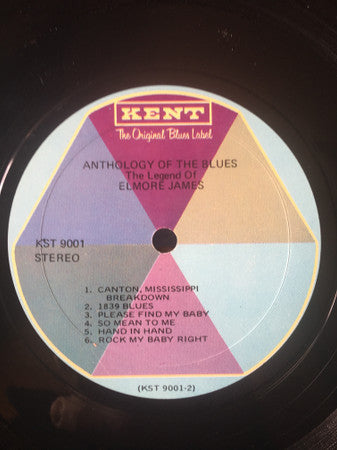 KENT
The Original Blues Label
ANTHOLOGY OF THE BLUES
The Legend Of
ELMORE JAMES
KST 9001
STEREO
1. CANTON, MISSISSIPPI
BREAKDOWN
2. 1839 BLUES
3. PLEASE FIND MY BABY
4. SO MEAN TO ME
5. HAND IN HAND
6. ROCK MY BABY RIGHT
(KST 9001-2)